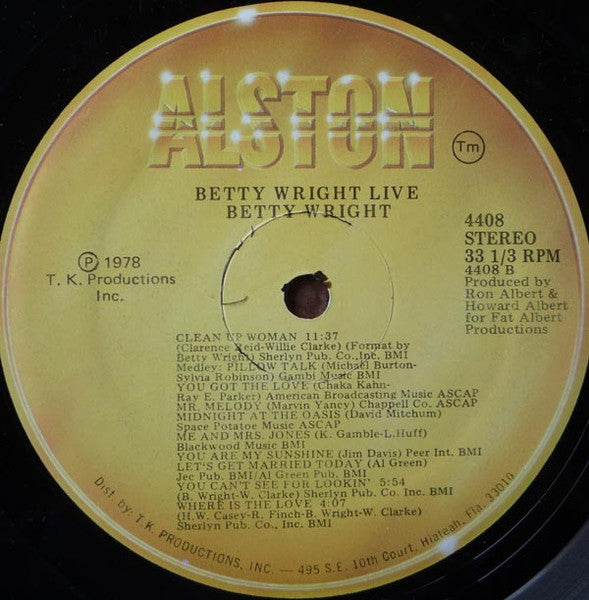 ALSTON
Tm
BETTY WRIGHT LIVE
BETTY WRIGHT
Ⓟ 1978
T. K. Productions
Inc.
4408
STEREO
33 1/3 RPM
4408 B
Produced by
Ron Albert &
Howard Albert
for Fat Albert
Productions
CLEAN UP WOMAN 11:37
(Clarence Reid-Willie Clarke) (Format by
Betty Wright) Sherlyn Pub. Co., Inc. BMI
Medley: PILLOW TALK (Michael Burton-
Sylvia Robinson) Gambi Music BMI
YOU GOT THE LOVE (Chaka Kahn-
Ray E. Parker) American Broadcasting Music ASCAP
MR. MELODY (Marvin Yancy) Chappell Co. ASCAP
MIDNIGHT AT THE OASIS (David Mitchum)
Space Potatoe Music ASCAP
ME AND MRS. JONES (K. Gamble-L.Huff)
Blackwood Music BMI
YOU ARE MY SUNSHINE (Jim Davis) Peer Int. BMI
LET'S GET MARRIED TODAY (Al Green)
Jec Pub. BMI/Al Green Pub. BMI
YOU CAN'T SEE FOR LOOKIN' 5:54
(B. Wright-W. Clarke) Sherlyn Pub. Co., Inc. BMI
WHERE IS THE LOVE 4:07
(H.W. Casey-R. Finch-B. Wright-W. Clarke)
Sherlyn Pub. Co., Inc. BMI
Dist. by: T.K. PRODUCTIONS, INC. — 495 S.E. 10th Court, Hialeah, Fla. 33010